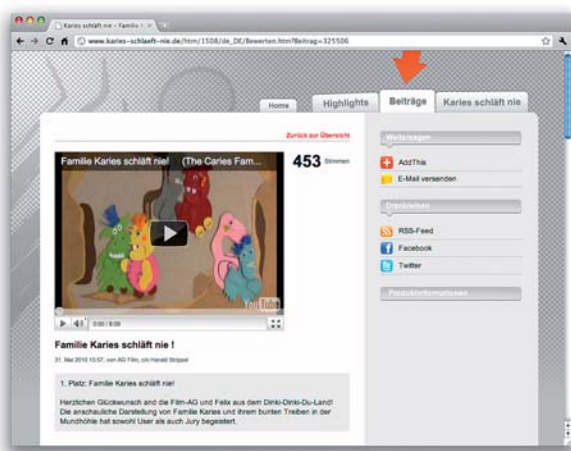 Karies schläft nie – Familie K
www.karies-schlaeft-nie.de/htm/1508/de_DE/Bewerten.htm?Beitrag=325506
Home
Highlights
Beiträge
Karies schläft nie
Zurück zur Übersicht
Familie Karies schläft nie! (The Caries Fam...
453 Stimmen
YouTube
0:00 / 6:09
Familie Karies schläft nie !
31. Mai 2010 15:57, von AG Film, c/o Harald Strippel
1. Platz: Familie Karies schläft nie!
Herzlichen Glückwunsch and die Film-AG und Felix aus dem Dinki-Dinki-Du-Land!
Die anschauliche Darstellung von Familie Karies und ihrem bunten Treiben in der
Mundhöhle hat sowohl User als auch Jury begeistert.
Weitersagen
AddThis
E-Mail versenden
Dranbleiben
RSS-Feed
Facebook
Twitter
Produktinformationen